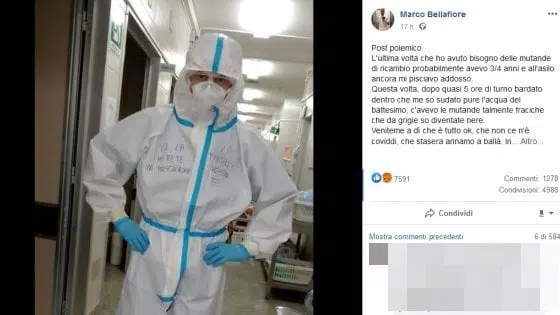 Marco Bellafiore
17 h
Post polemico
L'ultima volta che ho avuto bisogno delle mutande
di ricambio probabilmente avevo 3/4 anni e all'asilo
ancora mi pisciavo addosso.
Questa volta, dopo quasi 5 ore di turno bardato
dentro che me so sudato pure l'acqua del
battesimo, c'avevo le mutande talmente fraciche
che da grigie so diventate nere.
Veniteme a dì che è tutto ok, che non ce n'è
coviddi, che stasera annamo a ballà. In... Altro...
7591
Commenti: 1278
Condivisioni: 4988
Condividi
Mostra commenti precedenti
6 di 584
LA